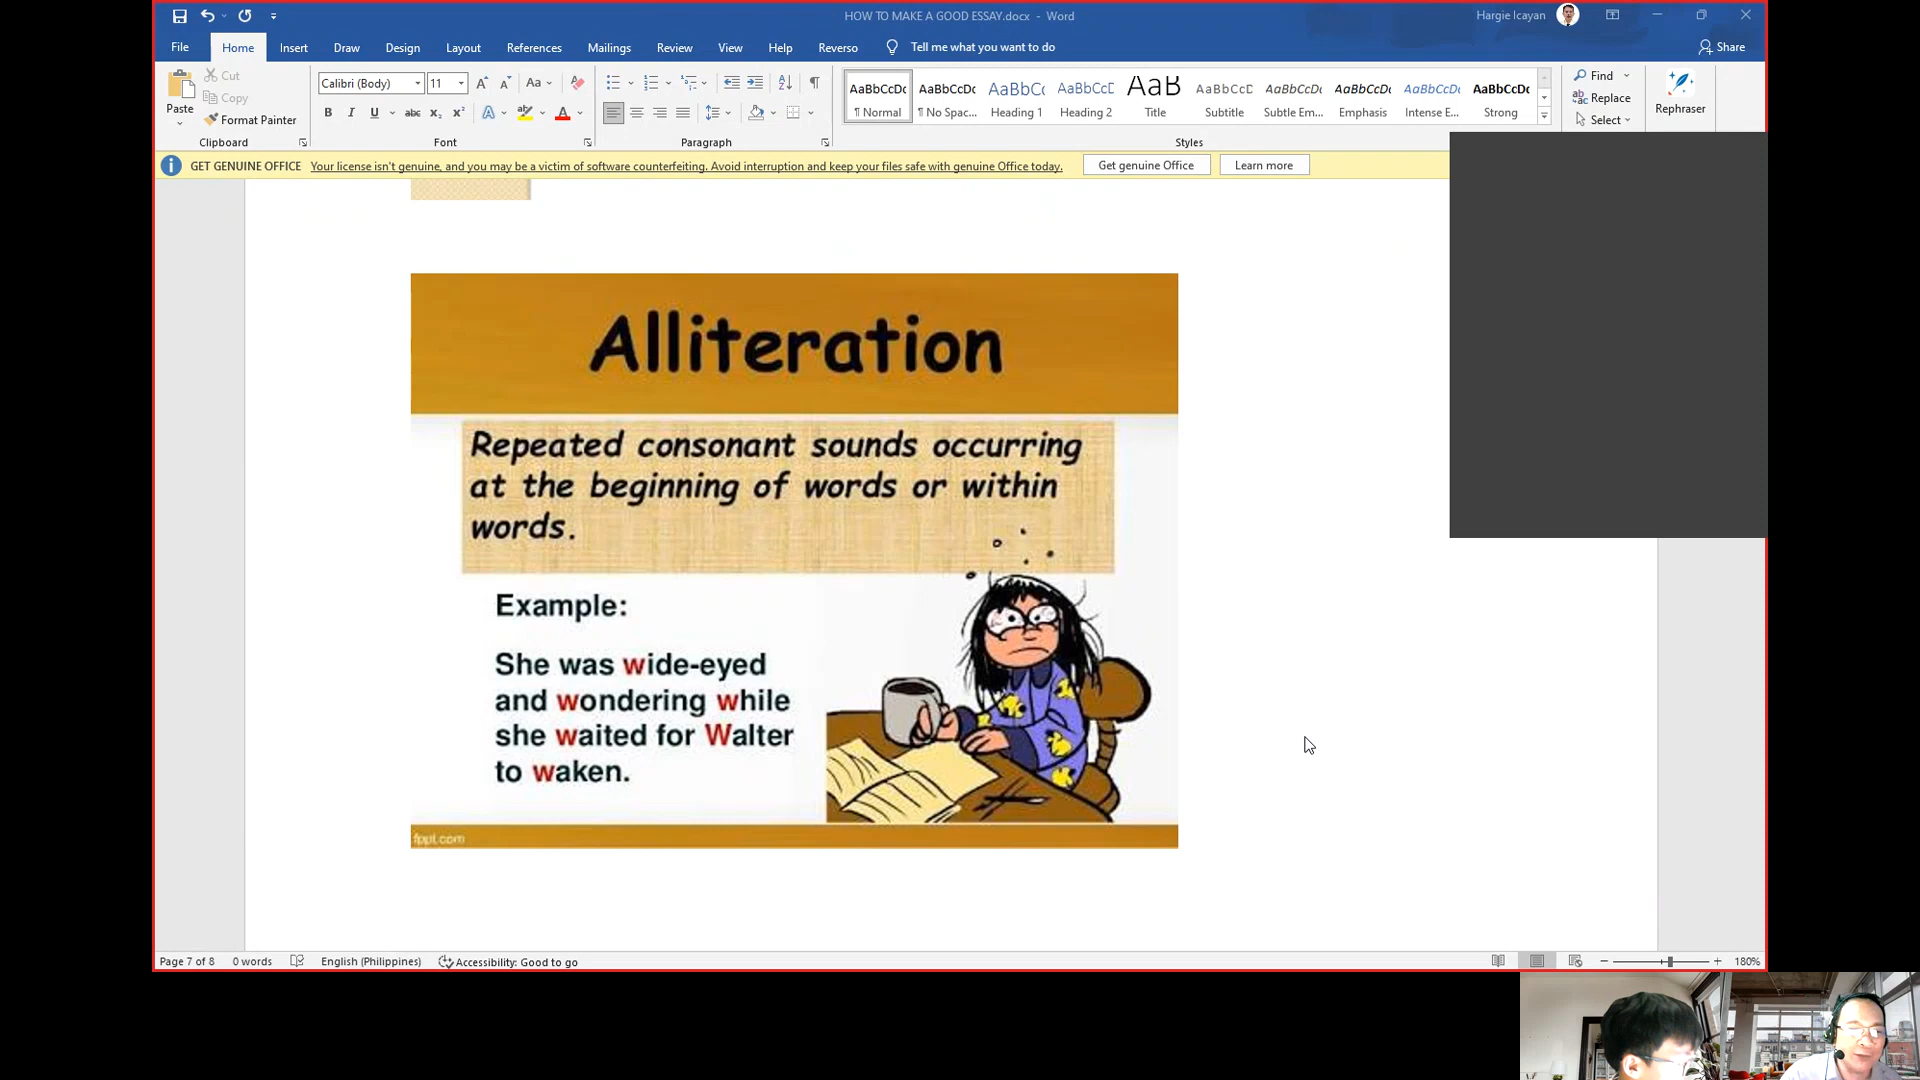 HOW TO MAKE A GOOD ESSAY.docx - Word
Hargie Icayan
File Home Insert Draw Design Layout References Mailings Review View Help Reverso Tell me what you want to do Share
Paste
Cut
Copy
Format Painter
Clipboard
Calibri (Body) 11
Font
Paragraph
AaBbCcDc AaBbCcDc AaBbCc AaBbCcD AaB AaBbCcD AaBbCcDc AaBbCcDc AaBbCcDc AaBbCcDc
¶ Normal ¶ No Spac... Heading 1 Heading 2 Title Subtitle Subtle Em... Emphasis Intense E... Strong
Styles
Find
Replace
Select
Rephraser
GET GENUINE OFFICE Your license isn't genuine, and you may be a victim of software counterfeiting. Avoid interruption and keep your files safe with genuine Office today. Get genuine Office Learn more
Alliteration
Repeated consonant sounds occurring
at the beginning of words or within
words.
Example:
She was wide-eyed
and wondering while
she waited for Walter
to waken.
fppt.com
Page 7 of 8 0 words English (Philippines) Accessibility: Good to go 180%